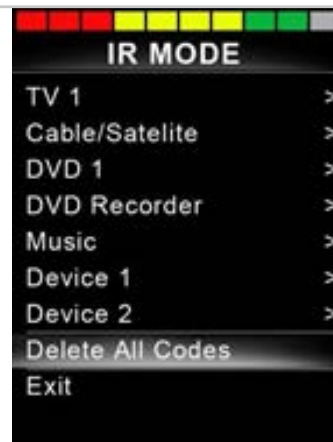 IR MODE
TV 1 >
Cable/Satelite >
DVD 1 >
DVD Recorder >
Music >
Device 1 >
Device 2 >
Delete All Codes
Exit